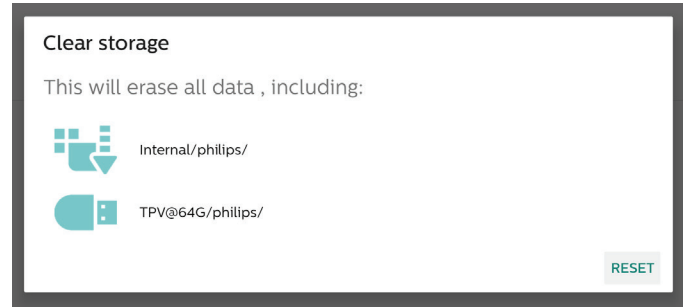 Clear storage
This will erase all data , including:
Internal/philips/
TPV@64G/philips/
RESET